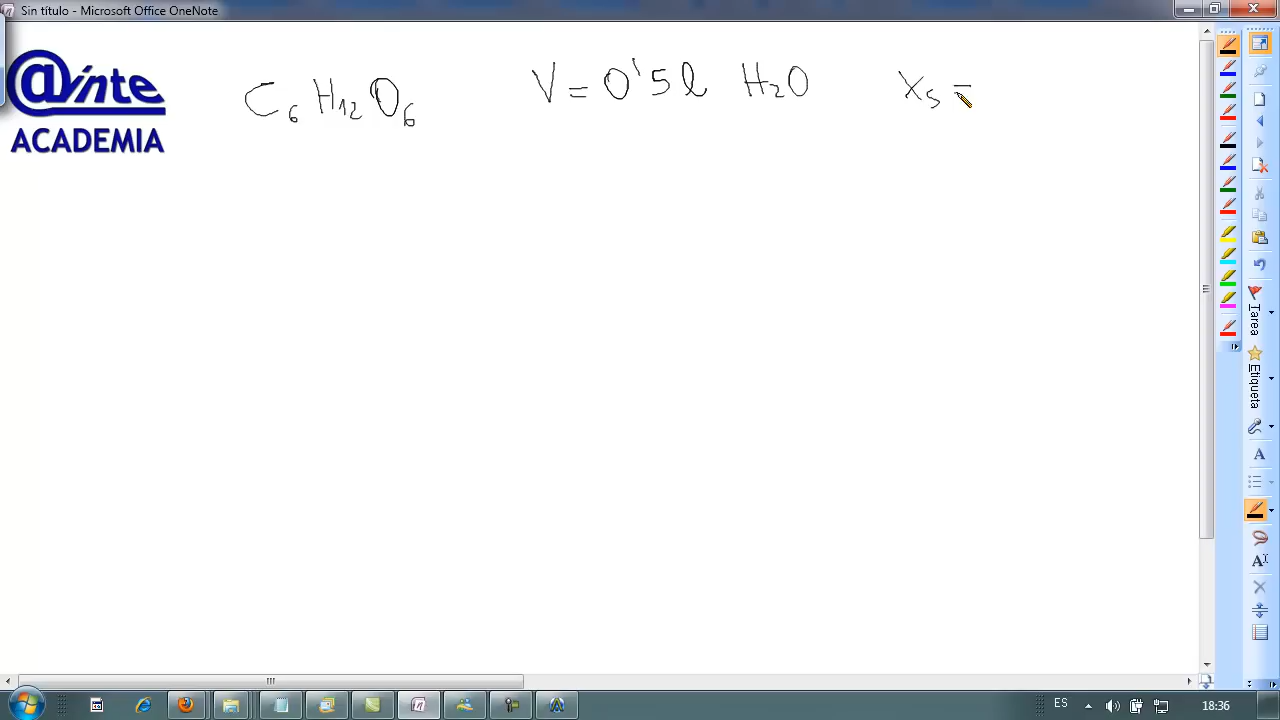 Sin título - Microsoft Office OneNote
@inte
ACADEMIA
C₆H₁₂O₆ V = 0'5 l H₂O Xs =
Tarea
Etiqueta
A
A
ES
18:36